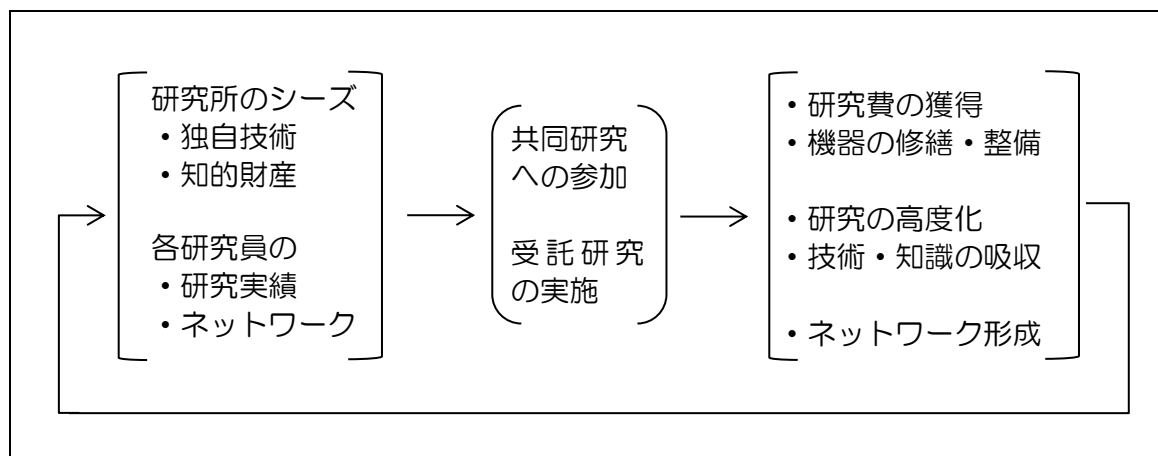 研究所のシーズ
・独自技術
・知的財産
各研究員の
・研究実績
・ネットワーク
共同研究
への参加
受託研究
の実施
・研究費の獲得
・機器の修繕・整備
・研究の高度化
・技術・知識の吸収
・ネットワーク形成